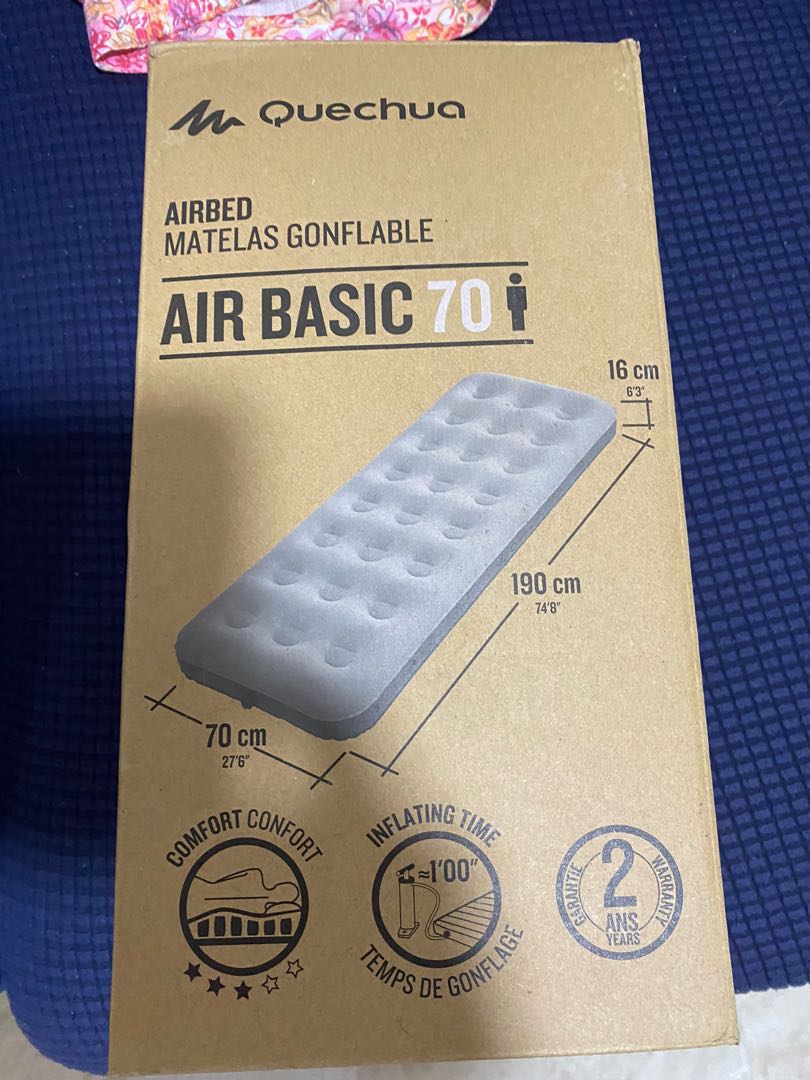 Quechua
AIRBED
MATELAS GONFLABLE
AIR BASIC 70
16 cm
6'3"
190 cm
74'8"
70 cm
27'6"
COMFORT CONFORT
INFLATING TIME
≈1'00"
TEMPS DE GONFLAGE
GARANTIE
2
ANS
YEARS
WARRANTY